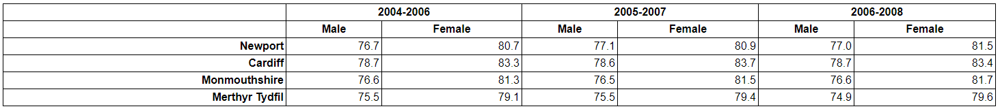 2004-2006 2005-2007 2006-2008
Male Female Male Female Male Female
Newport 76.7 80.7 77.1 80.9 77.0 81.5
Cardiff 78.7 83.3 78.6 83.7 78.7 83.4
Monmouthshire 76.6 81.3 76.5 81.5 76.6 81.7
Merthyr Tydfil 75.5 79.1 75.5 79.4 74.9 79.6